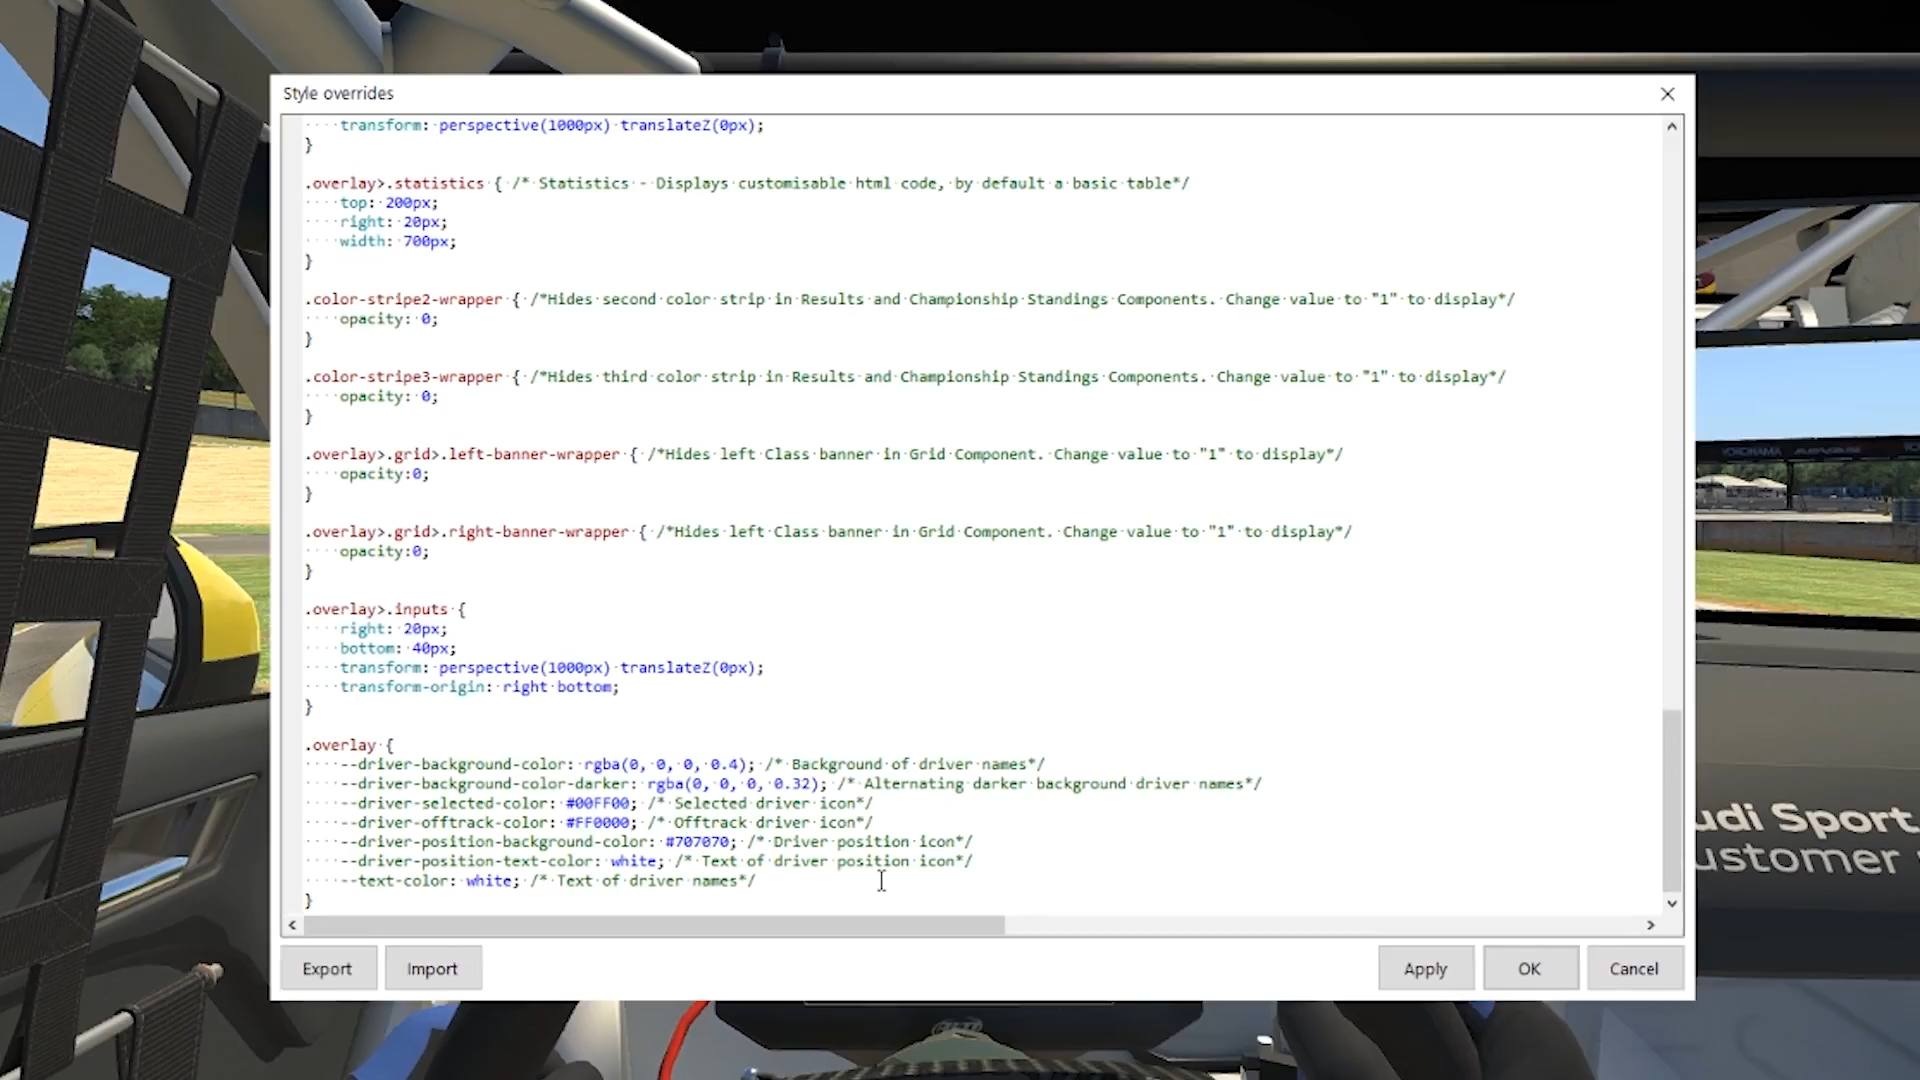 Style overrides
transform: perspective(1000px) translateZ(0px);
}
.overlay>.statistics { /* Statistics - Displays customisable html code, by default a basic table*/
top: 200px;
right: 20px;
width: 700px;
}
.color-stripe2-wrapper { /*Hides second color strip in Results and Championship Standings Components. Change value to "1" to display*/
opacity: 0;
}
.color-stripe3-wrapper { /*Hides third color strip in Results and Championship Standings Components. Change value to "1" to display*/
opacity: 0;
}
.overlay>.grid>.left-banner-wrapper { /*Hides left Class banner in Grid Component. Change value to "1" to display*/
opacity:0;
}
.overlay>.grid>.right-banner-wrapper { /*Hides left Class banner in Grid Component. Change value to "1" to display*/
opacity:0;
}
.overlay>.inputs {
right: 20px;
bottom: 40px;
transform: perspective(1000px) translateZ(0px);
transform-origin: right bottom;
}
.overlay {
--driver-background-color: rgba(0, 0, 0, 0.4); /* Background of driver names*/
--driver-background-color-darker: rgba(0, 0, 0, 0.32); /* Alternating darker background driver names*/
--driver-selected-color: #00FF00; /* Selected driver icon*/
--driver-offtrack-color: #FF0000; /* Offtrack driver icon*/
--driver-position-background-color: #707070; /* Driver position icon*/
--driver-position-text-color: white; /* Text of driver position icon*/
--text-color: white; /* Text of driver names*/
}
Export Import Apply OK Cancel
YOKOHAMA ADVAN
udi Sport
ustomer